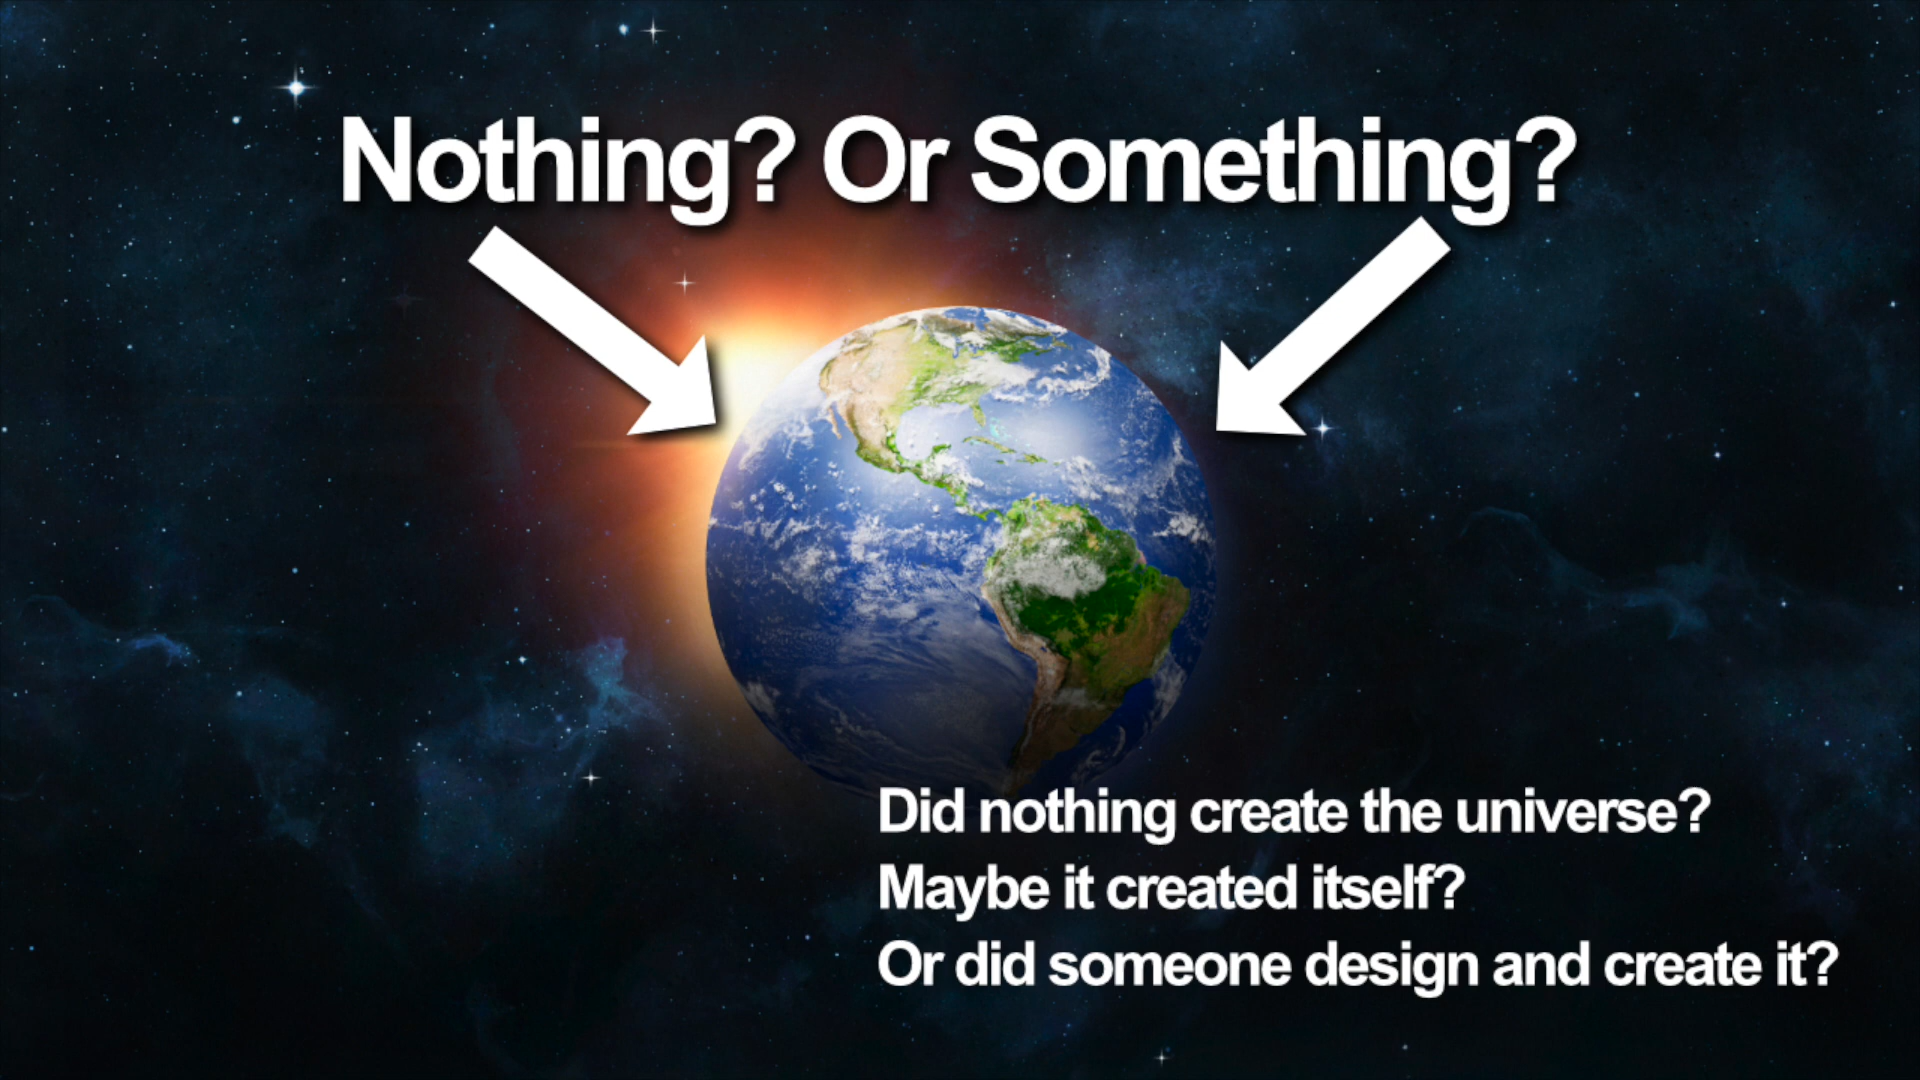 Nothing? Or Something?
Did nothing create the universe?
Maybe it created itself?
Or did someone design and create it?